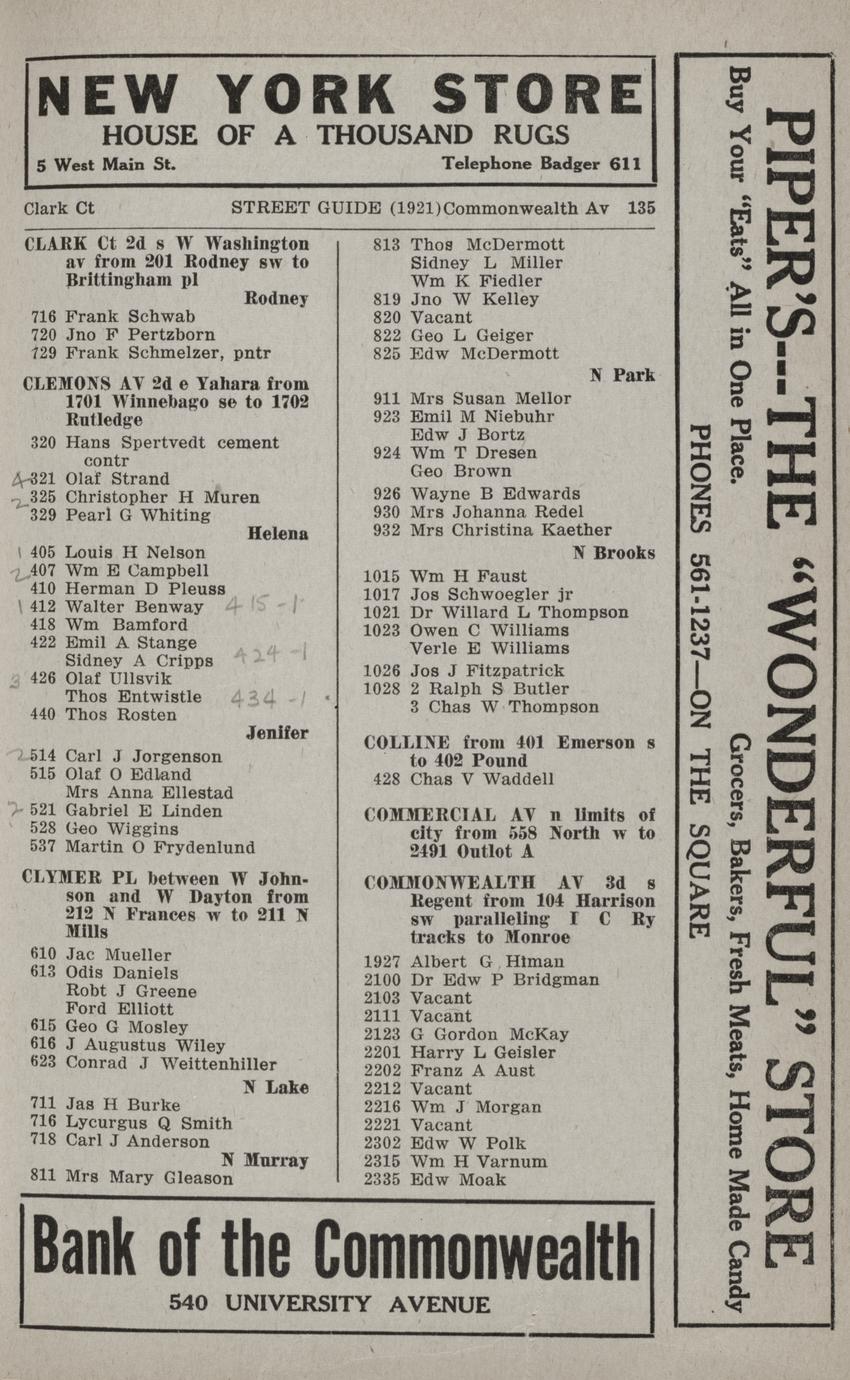 NEW YORK STORE
HOUSE OF A THOUSAND RUGS
5 West Main St. Telephone Badger 611
Clark Ct STREET GUIDE (1921) Commonwealth Av 135
CLARK Ct 2d s W Washington
av from 201 Rodney sw to
Brittingham pl
Rodney
716 Frank Schwab
720 Jno F Pertzborn
729 Frank Schmelzer, pntr
CLEMONS AV 2d e Yahara from
1701 Winnebago se to 1702
Rutledge
320 Hans Spertvedt cement
contr
4 321 Olaf Strand
2 325 Christopher H Muren
329 Pearl G Whiting
Helena
1 405 Louis H Nelson
2 407 Wm E Campbell
410 Herman D Pleuss
1 412 Walter Benway 415-1
418 Wm Bamford
422 Emil A Stange
Sidney A Cripps 424-1
3 426 Olaf Ullsvik
Thos Entwistle 434-1
440 Thos Rosten
Jenifer
2 514 Carl J Jorgenson
515 Olaf O Edland
Mrs Anna Ellestad
2 521 Gabriel E Linden
528 Geo Wiggins
537 Martin O Frydenlund
CLYMER PL between W John-
son and W Dayton from
212 N Frances w to 211 N
Mills
610 Jac Mueller
613 Odis Daniels
Robt J Greene
Ford Elliott
615 Geo G Mosley
616 J Augustus Wiley
623 Conrad J Weittenhiller
N Lake
711 Jas H Burke
716 Lycurgus Q Smith
718 Carl J Anderson
N Murray
811 Mrs Mary Gleason
813 Thos McDermott
Sidney L Miller
Wm K Fiedler
819 Jno W Kelley
820 Vacant
822 Geo L Geiger
825 Edw McDermott
N Park
911 Mrs Susan Mellor
923 Emil M Niebuhr
Edw J Bortz
924 Wm T Dresen
Geo Brown
926 Wayne B Edwards
930 Mrs Johanna Redel
932 Mrs Christina Kaether
N Brooks
1015 Wm H Faust
1017 Jos Schwoegler jr
1021 Dr Willard L Thompson
1023 Owen C Williams
Verle E Williams
1026 Jos J Fitzpatrick
1028 2 Ralph S Butler
3 Chas W Thompson
COLLINE from 401 Emerson s
to 402 Pound
428 Chas V Waddell
COMMERCIAL AV n limits of
city from 558 North w to
2491 Outlot A
COMMONWEALTH AV 3d s
Regent from 104 Harrison
sw paralleling I C Ry
tracks to Monroe
1927 Albert G Himan
2100 Dr Edw P Bridgman
2103 Vacant
2111 Vacant
2123 G Gordon McKay
2201 Harry L Geisler
2202 Franz A Aust
2212 Vacant
2216 Wm J Morgan
2221 Vacant
2302 Edw W Polk
2315 Wm H Varnum
2335 Edw Moak
Bank of the Commonwealth
540 UNIVERSITY AVENUE
PIPER'S---THE "WONDERFUL" STORE
Buy Your "Eats" All in One Place. Grocers, Bakers, Fresh Meats, Home Made Candy
PHONES 561-1237—ON THE SQUARE